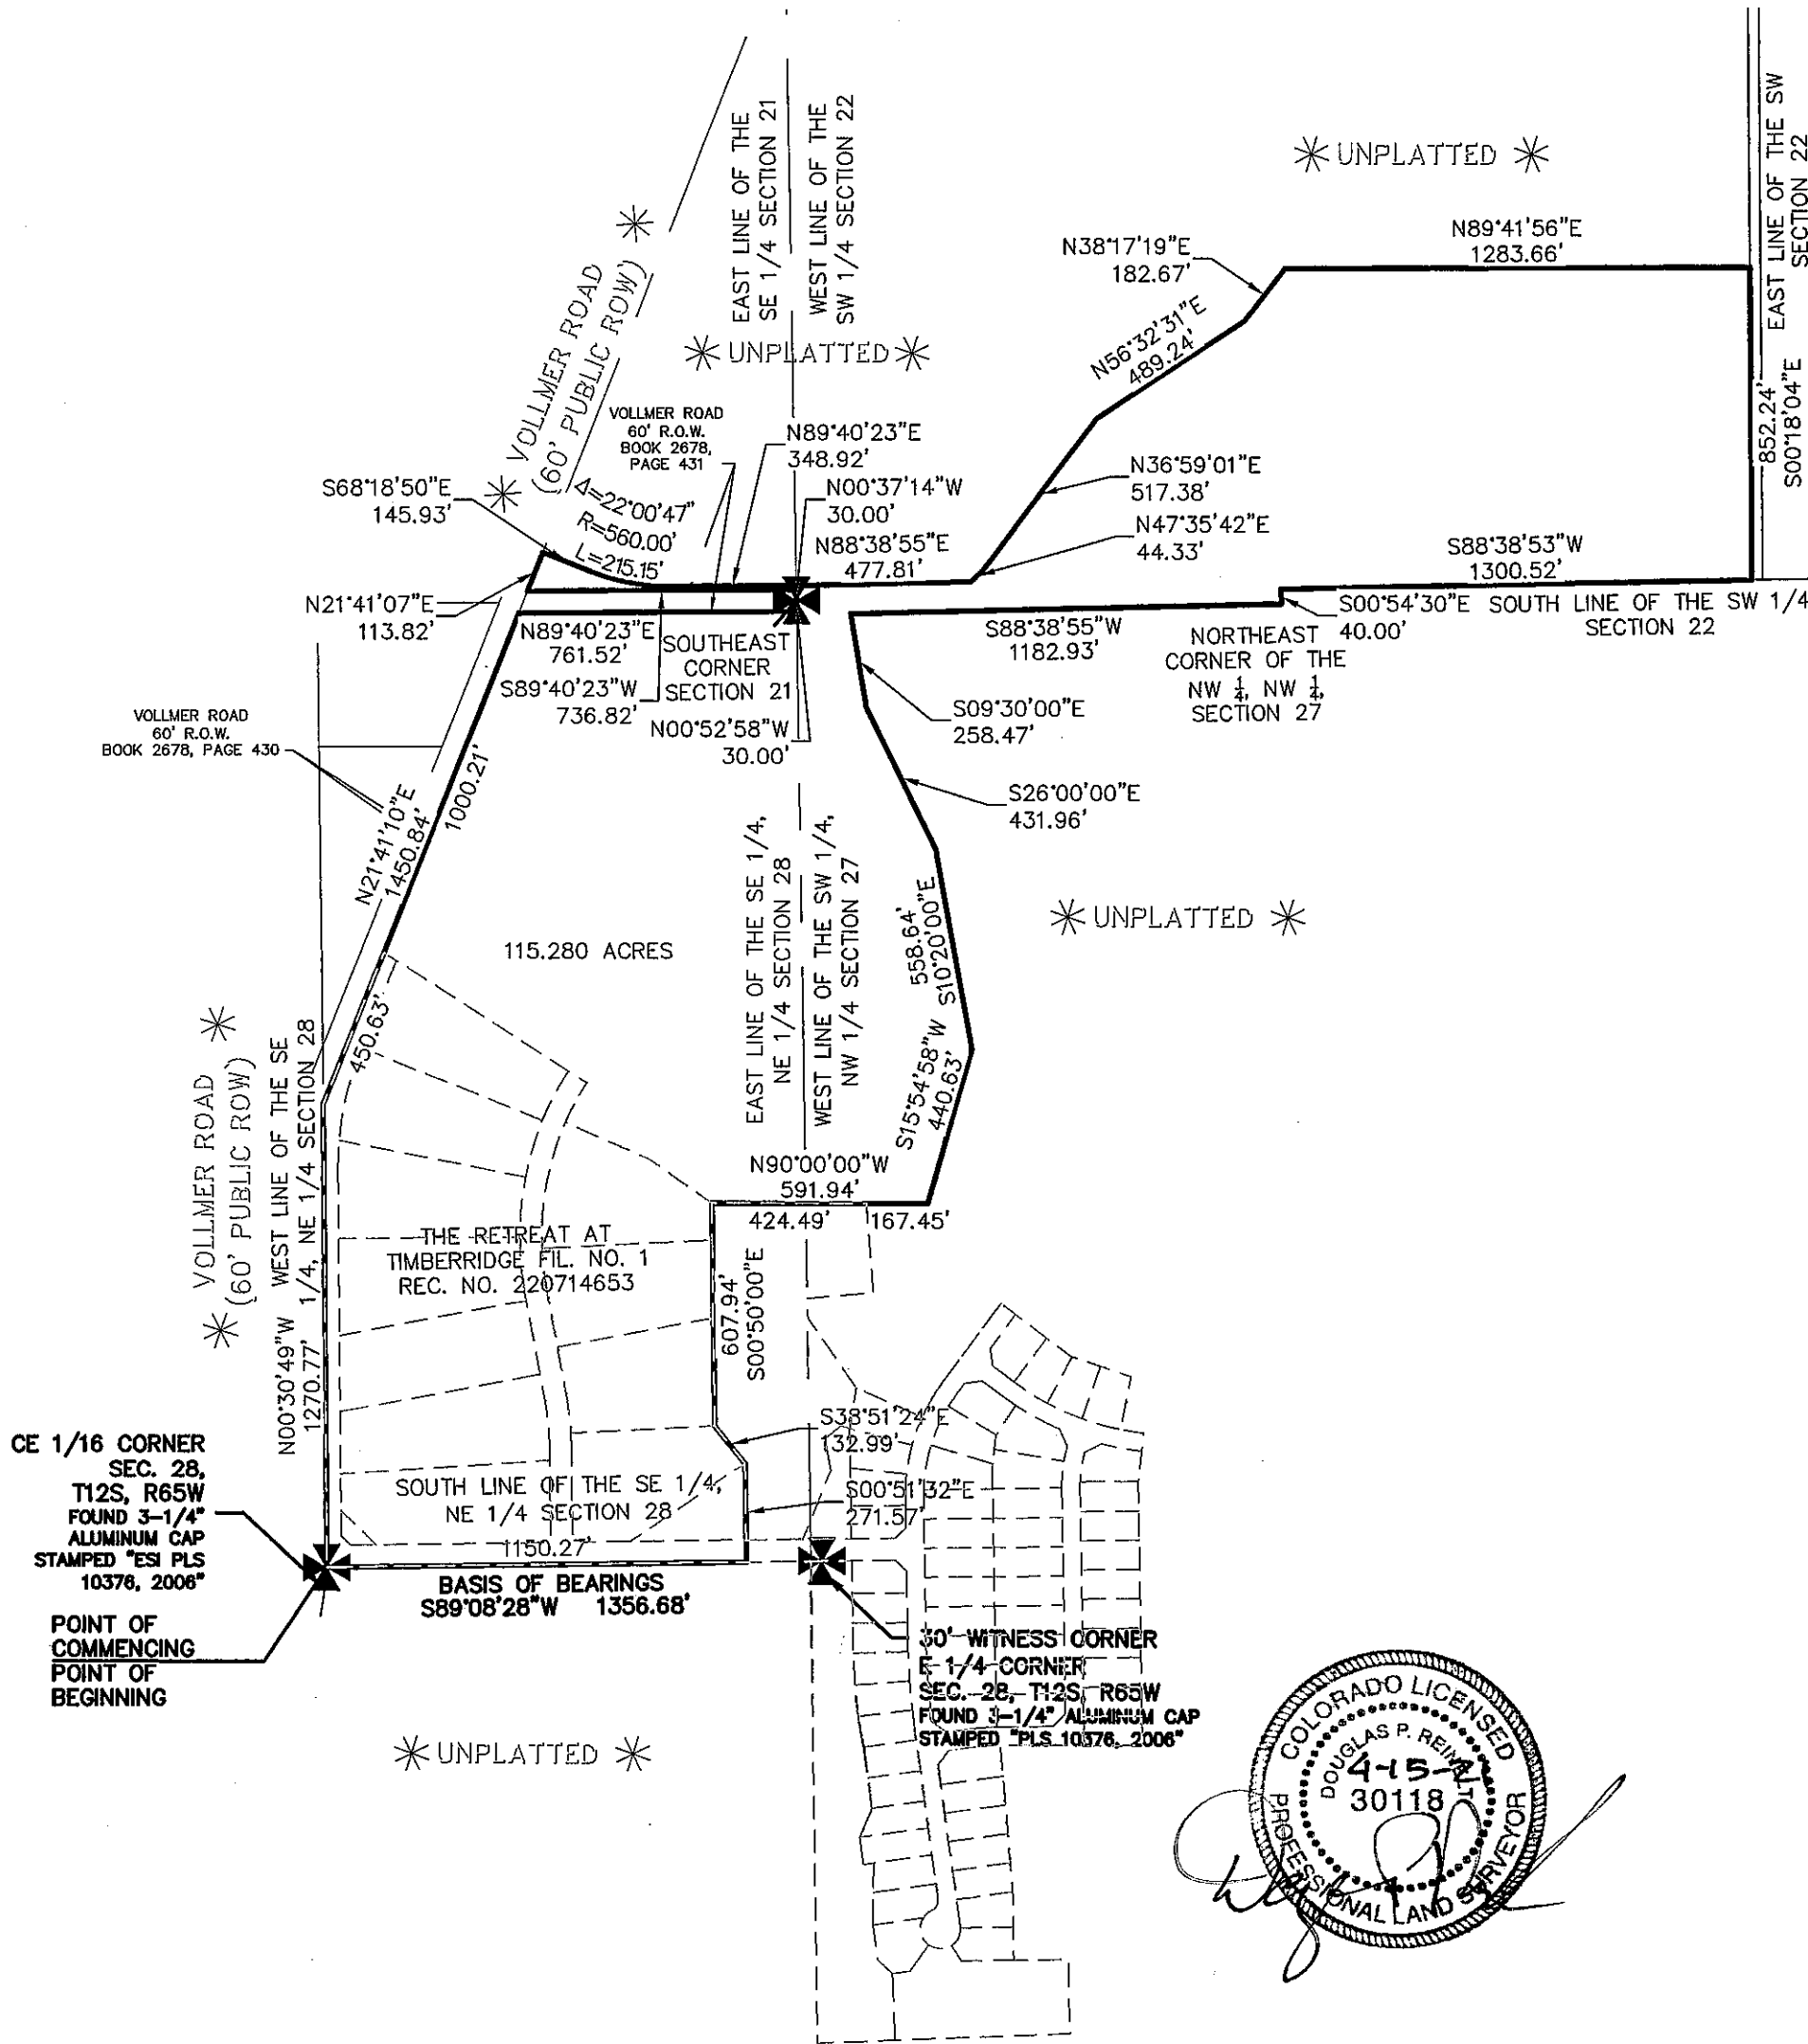 EAST LINE OF THE
SE 1/4 SECTION 21
WEST LINE OF THE
SW 1/4 SECTION 22
EAST LINE OF THE SW
SECTION 22
UNPLATTED
N38°17'19"E
182.67'
N89°41'56"E
1283.66'
VOLLMER ROAD
(60' PUBLIC ROW)
UNPLATTED
N56°32'31"E
489.24'
852.24'
S00°18'04"E
VOLLMER ROAD
60' R.O.W.
BOOK 2678,
PAGE 431
N89°40'23"E
348.92'
S68°18'50"E
145.93'
Δ=22°00'47"
R=560.00'
L=215.15'
N00°37'14"W
30.00'
N36°59'01"E
517.38'
N47°35'42"E
44.33'
N88°38'55"E
477.81'
S88°38'53"W
1300.52'
N21°41'07"E
113.82'
N89°40'23"E
761.52'
SOUTHEAST
CORNER
SECTION 21
S89°40'23"W
736.82'
S88°38'55"W
1182.93'
NORTHEAST
CORNER OF THE
NW 1/4, NW 1/4,
SECTION 27
S00°54'30"E
40.00'
SOUTH LINE OF THE SW 1/4
SECTION 22
VOLLMER ROAD
60' R.O.W.
BOOK 2678, PAGE 430
N00°52'58"W
30.00'
S09°30'00"E
258.47'
S26°00'00"E
431.96'
N21°41'10"E
1450.84'
1000.21'
EAST LINE OF THE SE 1/4,
NE 1/4 SECTION 28
WEST LINE OF THE SW 1/4,
NW 1/4 SECTION 27
UNPLATTED
115.280 ACRES
558.64'
S10°20'00"E
450.63'
VOLLMER ROAD
(60' PUBLIC ROW)
WEST LINE OF THE SE
1/4, NE 1/4 SECTION 28
S15°54'58"W
440.63'
N90°00'00"W
591.94'
424.49'
167.45'
THE RETREAT AT
TIMBERRIDGE FIL. NO. 1
REC. NO. 220714653
607.94'
S00°50'00"E
N00°30'49"W
1270.77'
S38°51'24"E
132.99'
CE 1/16 CORNER
SEC. 28,
T12S, R65W
FOUND 3-1/4"
ALUMINUM CAP
STAMPED "ESI PLS
10376, 2006"
SOUTH LINE OF THE SE 1/4,
NE 1/4 SECTION 28
S00°51'32"E
271.57'
1150.27'
BASIS OF BEARINGS
S89°08'28"W 1356.68'
POINT OF
COMMENCING
POINT OF
BEGINNING
30' WITNESS CORNER
E 1/4 CORNER
SEC. 28, T12S, R65W
FOUND 3-1/4" ALUMINUM CAP
STAMPED "PLS 10376, 2006"
UNPLATTED
COLORADO LICENSED
DOUGLAS P.
30118
PROFESSIONAL LAND SURVEYOR